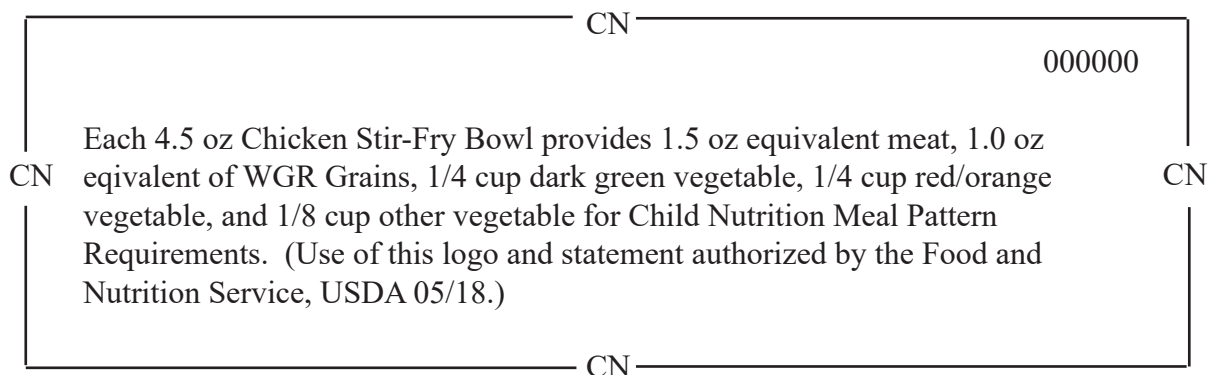 CN
000000
Each 4.5 oz Chicken Stir-Fry Bowl provides 1.5 oz equivalent meat, 1.0 oz
CN eqivalent of WGR Grains, 1/4 cup dark green vegetable, 1/4 cup red/orange CN
vegetable, and 1/8 cup other vegetable for Child Nutrition Meal Pattern
Requirements. (Use of this logo and statement authorized by the Food and
Nutrition Service, USDA 05/18.)
CN